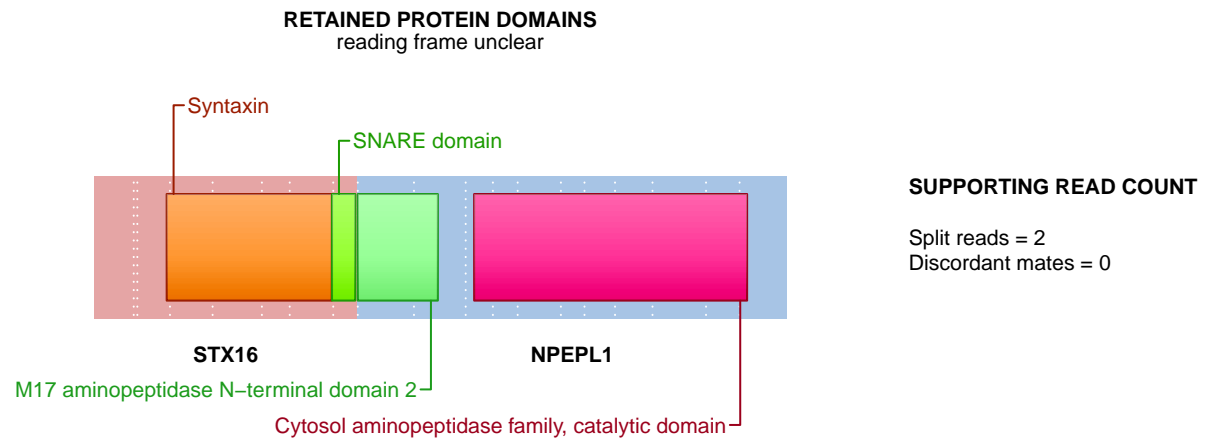 RETAINED PROTEIN DOMAINS
reading frame unclear
Syntaxin
SNARE domain
SUPPORTING READ COUNT
Split reads = 2
Discordant mates = 0
STX16
NPEPL1
M17 aminopeptidase N−terminal domain 2
Cytosol aminopeptidase family, catalytic domain